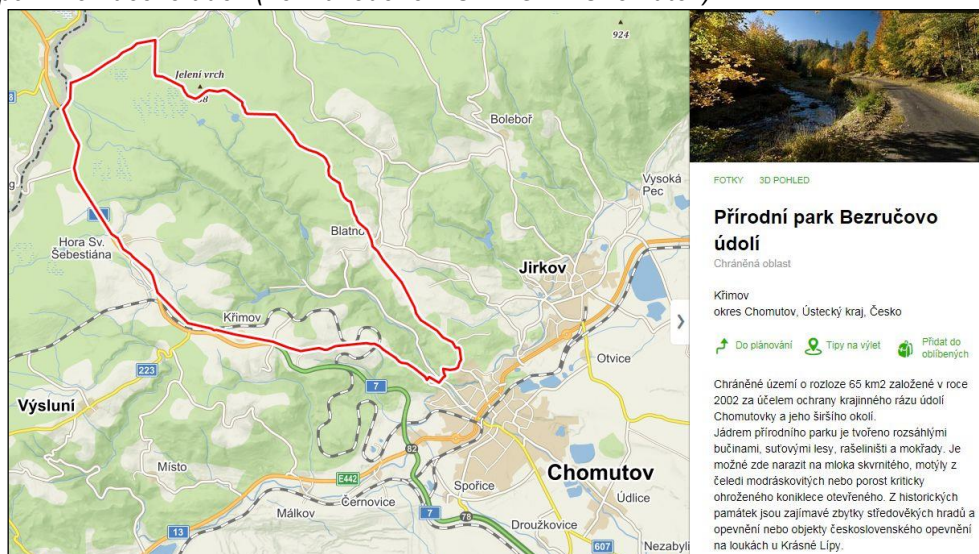 924
Jelení vrch
Boleboř
Vysoká
Pec
7
Hora Sv.
Šebestiána
Blatno
Jirkov
Křimov
Otvice
223
7
Výsluní
Chomutov
82
Místo
E442
Spořice
Údlice
Černovice
Málkov
7
78
13
Droužkovice
607
Nezabyli
FOTKY 3D POHLED
Přírodní park Bezručovo
údolí
Chráněná oblast
Křimov
okres Chomutov, Ústecký kraj, Česko
Do plánování Tipy na výlet Přidat do
oblíbených
Chráněné území o rozloze 65 km2 založené v roce
2002 za účelem ochrany krajinného rázu údolí
Chomutovky a jeho širšího okolí.
Jádrem přírodního parku je tvořeno rozsáhlými
bučinami, suťovými lesy, rašeliništi a mokřady. Je
možné zde narazit na mloka skvrnitého, motýly z
čeledi modráskovitých nebo porost kriticky
ohroženého koniklece otevřeného. Z historických
památek jsou zajímavé zbytky středověkých hradů a
opevnění nebo objekty československého opevnění
na loukách u Krásné Lípy.